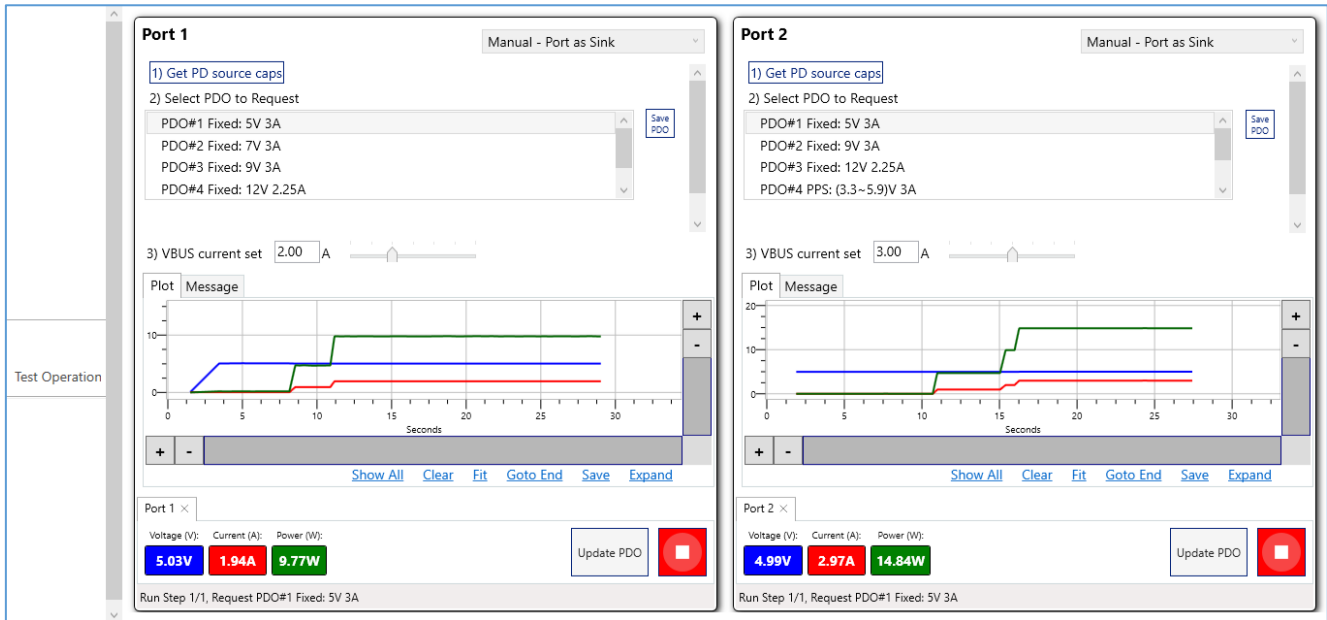 Test Operation
Port 1
Manual - Port as Sink
1) Get PD source caps
2) Select PDO to Request
PDO#1 Fixed: 5V 3A
PDO#2 Fixed: 7V 3A
PDO#3 Fixed: 9V 3A
PDO#4 Fixed: 12V 2.25A
Save
PDO
3) VBUS current set 2.00 A
Plot Message
+
-
10
0
0 5 10 15 20 25 30
Seconds
+ -
Show All Clear Fit Goto End Save Expand
Port 1 ×
Voltage (V): Current (A): Power (W):
5.03V 1.94A 9.77W
Update PDO
Run Step 1/1, Request PDO#1 Fixed: 5V 3A
Port 2
Manual - Port as Sink
1) Get PD source caps
2) Select PDO to Request
PDO#1 Fixed: 5V 3A
PDO#2 Fixed: 9V 3A
PDO#3 Fixed: 12V 2.25A
PDO#4 PPS: (3.3~5.9)V 3A
Save
PDO
3) VBUS current set 3.00 A
Plot Message
+
-
20
10
0
0 5 10 15 20 25 30
Seconds
+ -
Show All Clear Fit Goto End Save Expand
Port 2 ×
Voltage (V): Current (A): Power (W):
4.99V 2.97A 14.84W
Update PDO
Run Step 1/1, Request PDO#1 Fixed: 5V 3A